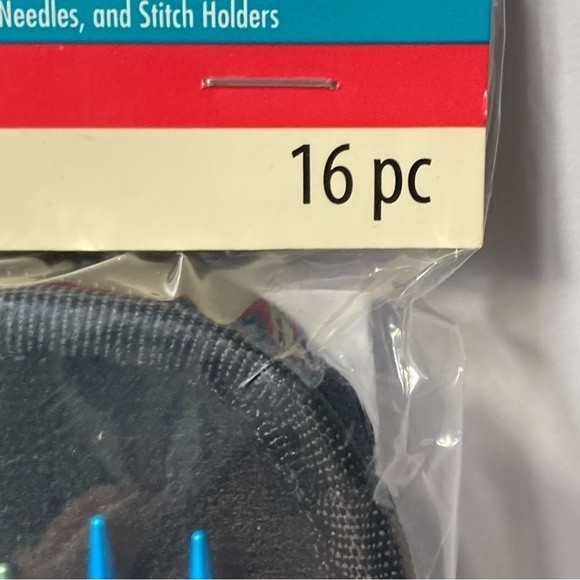 Needles, and Stitch Holders
16 pc